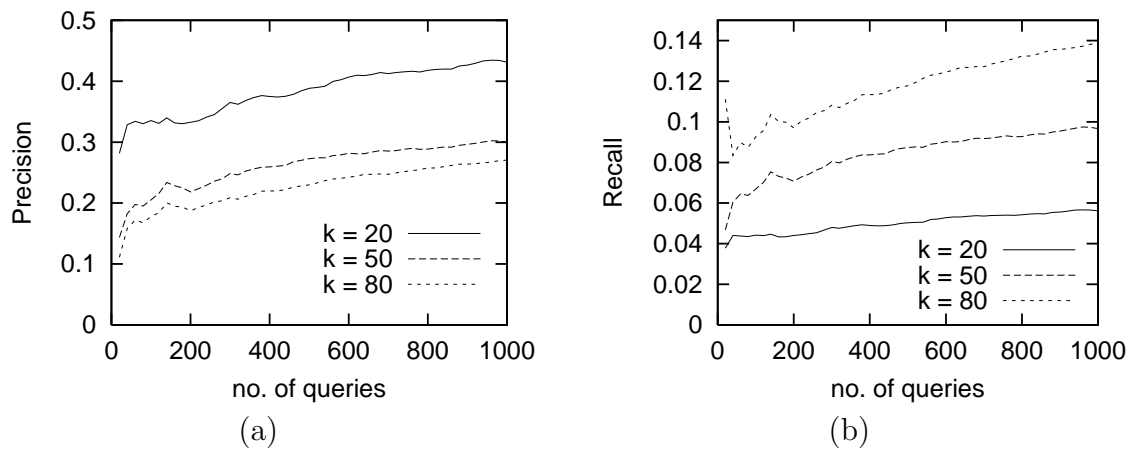 0.5
0.4
0.3
0.2
0.1
0
Precision
k = 20
k = 50
k = 80
0 200 400 600 800 1000
no. of queries
(a)
0.14
0.12
0.1
0.08
0.06
0.04
0.02
0
Recall
k = 20
k = 50
k = 80
0 200 400 600 800 1000
no. of queries
(b)